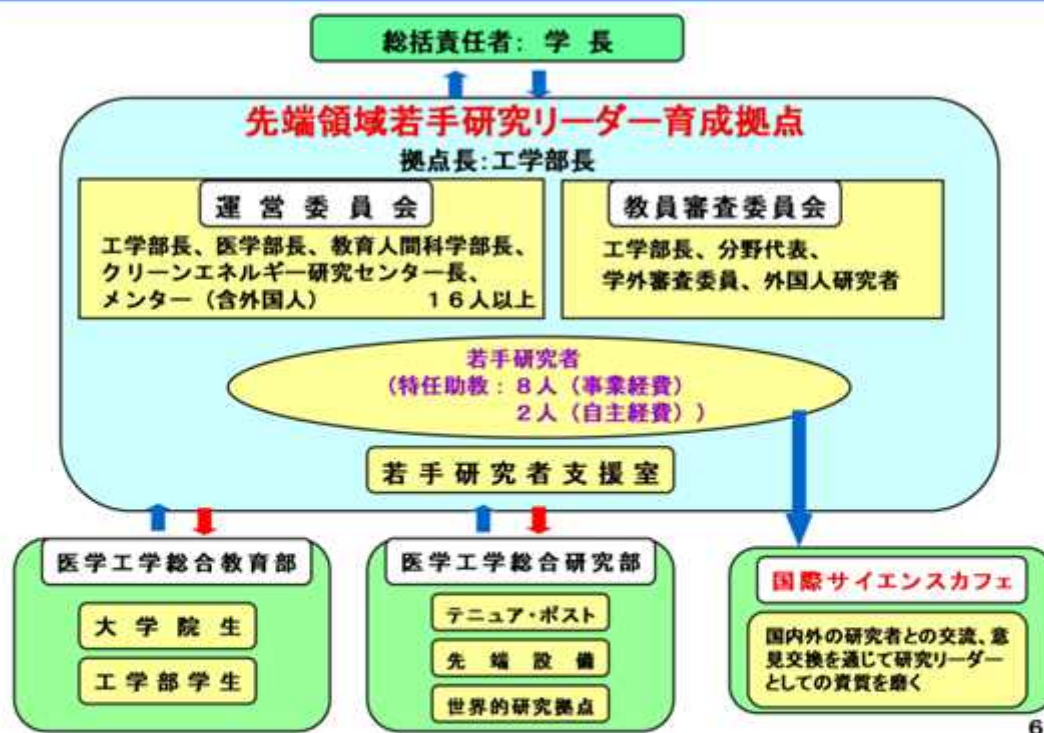 総括責任者: 学 長
先端領域若手研究リーダー育成拠点
拠点長:工学部長
運 営 委 員 会
工学部長、医学部長、教育人間科学部長、
クリーンエネルギー研究センター長、
メンター（含外国人） １６人以上
教員審査委員会
工学部長、分野代表、
学外審査委員、外国人研究者
若手研究者
(特任助教：８人（事業経費）
２人（自主経費）)
若 手 研 究 者 支 援 室
医学工学総合教育部
大 学 院 生
工 学 部 学 生
医学工学総合研究部
テニュア・ポスト
先 端 設 備
世界的研究拠点
国際サイエンスカフェ
国内外の研究者との交流、意
見交換を通じて研究リーダー
としての資質を磨く
6